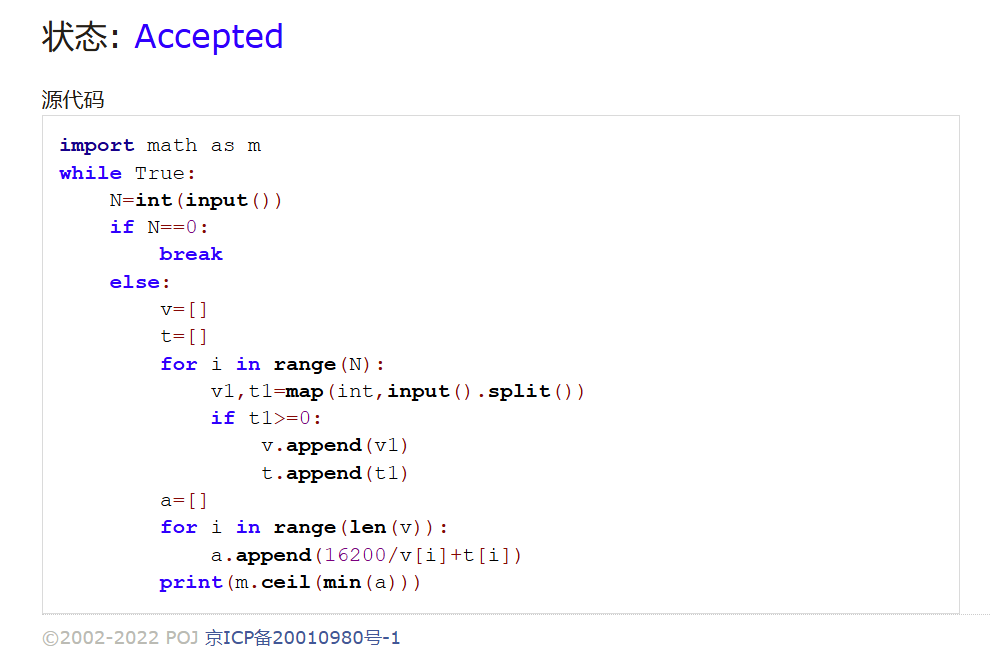 状态: Accepted
源代码
import math as m
while True:
    N=int(input())
    if N==0:
        break
    else:
        v=[]
        t=[]
        for i in range(N):
            v1,t1=map(int,input().split())
            if t1>=0:
                v.append(v1)
                t.append(t1)
        a=[]
        for i in range(len(v)):
            a.append(16200/v[i]+t[i])
        print(m.ceil(min(a)))
©2002-2022 POJ 京ICP备20010980号-1